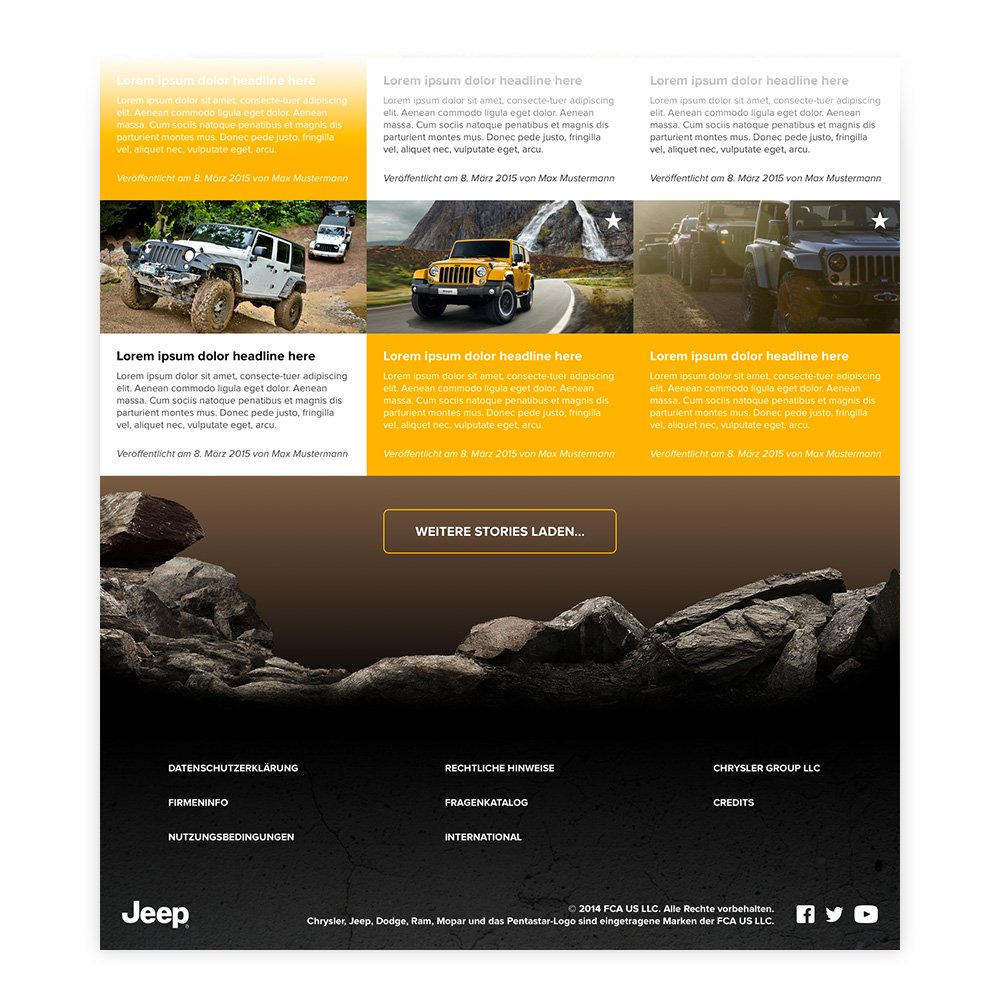 Lorem ipsum dolor headline here
Lorem ipsum dolor sit amet, consecte-tuer adipiscing
elit. Aenean commodo ligula eget dolor. Aenean
massa. Cum sociis natoque penatibus et magnis dis
parturient montes mus. Donec pede justo, fringilla
vel, aliquet nec, vulputate eget, arcu.
Veröffentlicht am 8. März 2015 von Max Mustermann
Lorem ipsum dolor headline here
Lorem ipsum dolor sit amet, consecte-tuer adipiscing
elit. Aenean commodo ligula eget dolor. Aenean
massa. Cum sociis natoque penatibus et magnis dis
parturient montes mus. Donec pede justo, fringilla
vel, aliquet nec, vulputate eget, arcu.
Veröffentlicht am 8. März 2015 von Max Mustermann
Lorem ipsum dolor headline here
Lorem ipsum dolor sit amet, consecte-tuer adipiscing
elit. Aenean commodo ligula eget dolor. Aenean
massa. Cum sociis natoque penatibus et magnis dis
parturient montes mus. Donec pede justo, fringilla
vel, aliquet nec, vulputate eget, arcu.
Veröffentlicht am 8. März 2015 von Max Mustermann
Lorem ipsum dolor headline here
Lorem ipsum dolor sit amet, consecte-tuer adipiscing
elit. Aenean commodo ligula eget dolor. Aenean
massa. Cum sociis natoque penatibus et magnis dis
parturient montes mus. Donec pede justo, fringilla
vel, aliquet nec, vulputate eget, arcu.
Veröffentlicht am 8. März 2015 von Max Mustermann
Lorem ipsum dolor headline here
Lorem ipsum dolor sit amet, consecte-tuer adipiscing
elit. Aenean commodo ligula eget dolor. Aenean
massa. Cum sociis natoque penatibus et magnis dis
parturient montes mus. Donec pede justo, fringilla
vel, aliquet nec, vulputate eget, arcu.
Veröffentlicht am 8. März 2015 von Max Mustermann
Lorem ipsum dolor headline here
Lorem ipsum dolor sit amet, consecte-tuer adipiscing
elit. Aenean commodo ligula eget dolor. Aenean
massa. Cum sociis natoque penatibus et magnis dis
parturient montes mus. Donec pede justo, fringilla
vel, aliquet nec, vulputate eget, arcu.
Veröffentlicht am 8. März 2015 von Max Mustermann
WEITERE STORIES LADEN...
DATENSCHUTZERKLÄRUNG
FIRMENINFO
NUTZUNGSBEDINGUNGEN
RECHTLICHE HINWEISE
FRAGENKATALOG
INTERNATIONAL
CHRYSLER GROUP LLC
CREDITS
Jeep®
© 2014 FCA US LLC. Alle Rechte vorbehalten.
Chrysler, Jeep, Dodge, Ram, Mopar und das Pentastar-Logo sind eingetragene Marken der FCA US LLC.